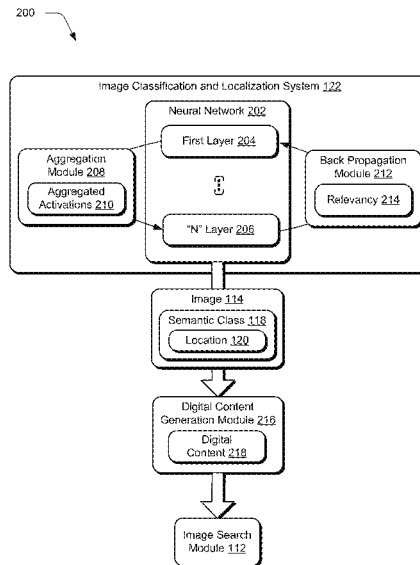 200
Image Classification and Localization System 122
Neural Network 202
First Layer 204
Aggregation
Module 208
Aggregated
Activations 210
Back Propagation
Module 212
Relevancy 214
"N" Layer 206
Image 114
Semantic Class 118
Location 120
Digital Content
Generation Module 216
Digital
Content 218
Image Search
Module 112